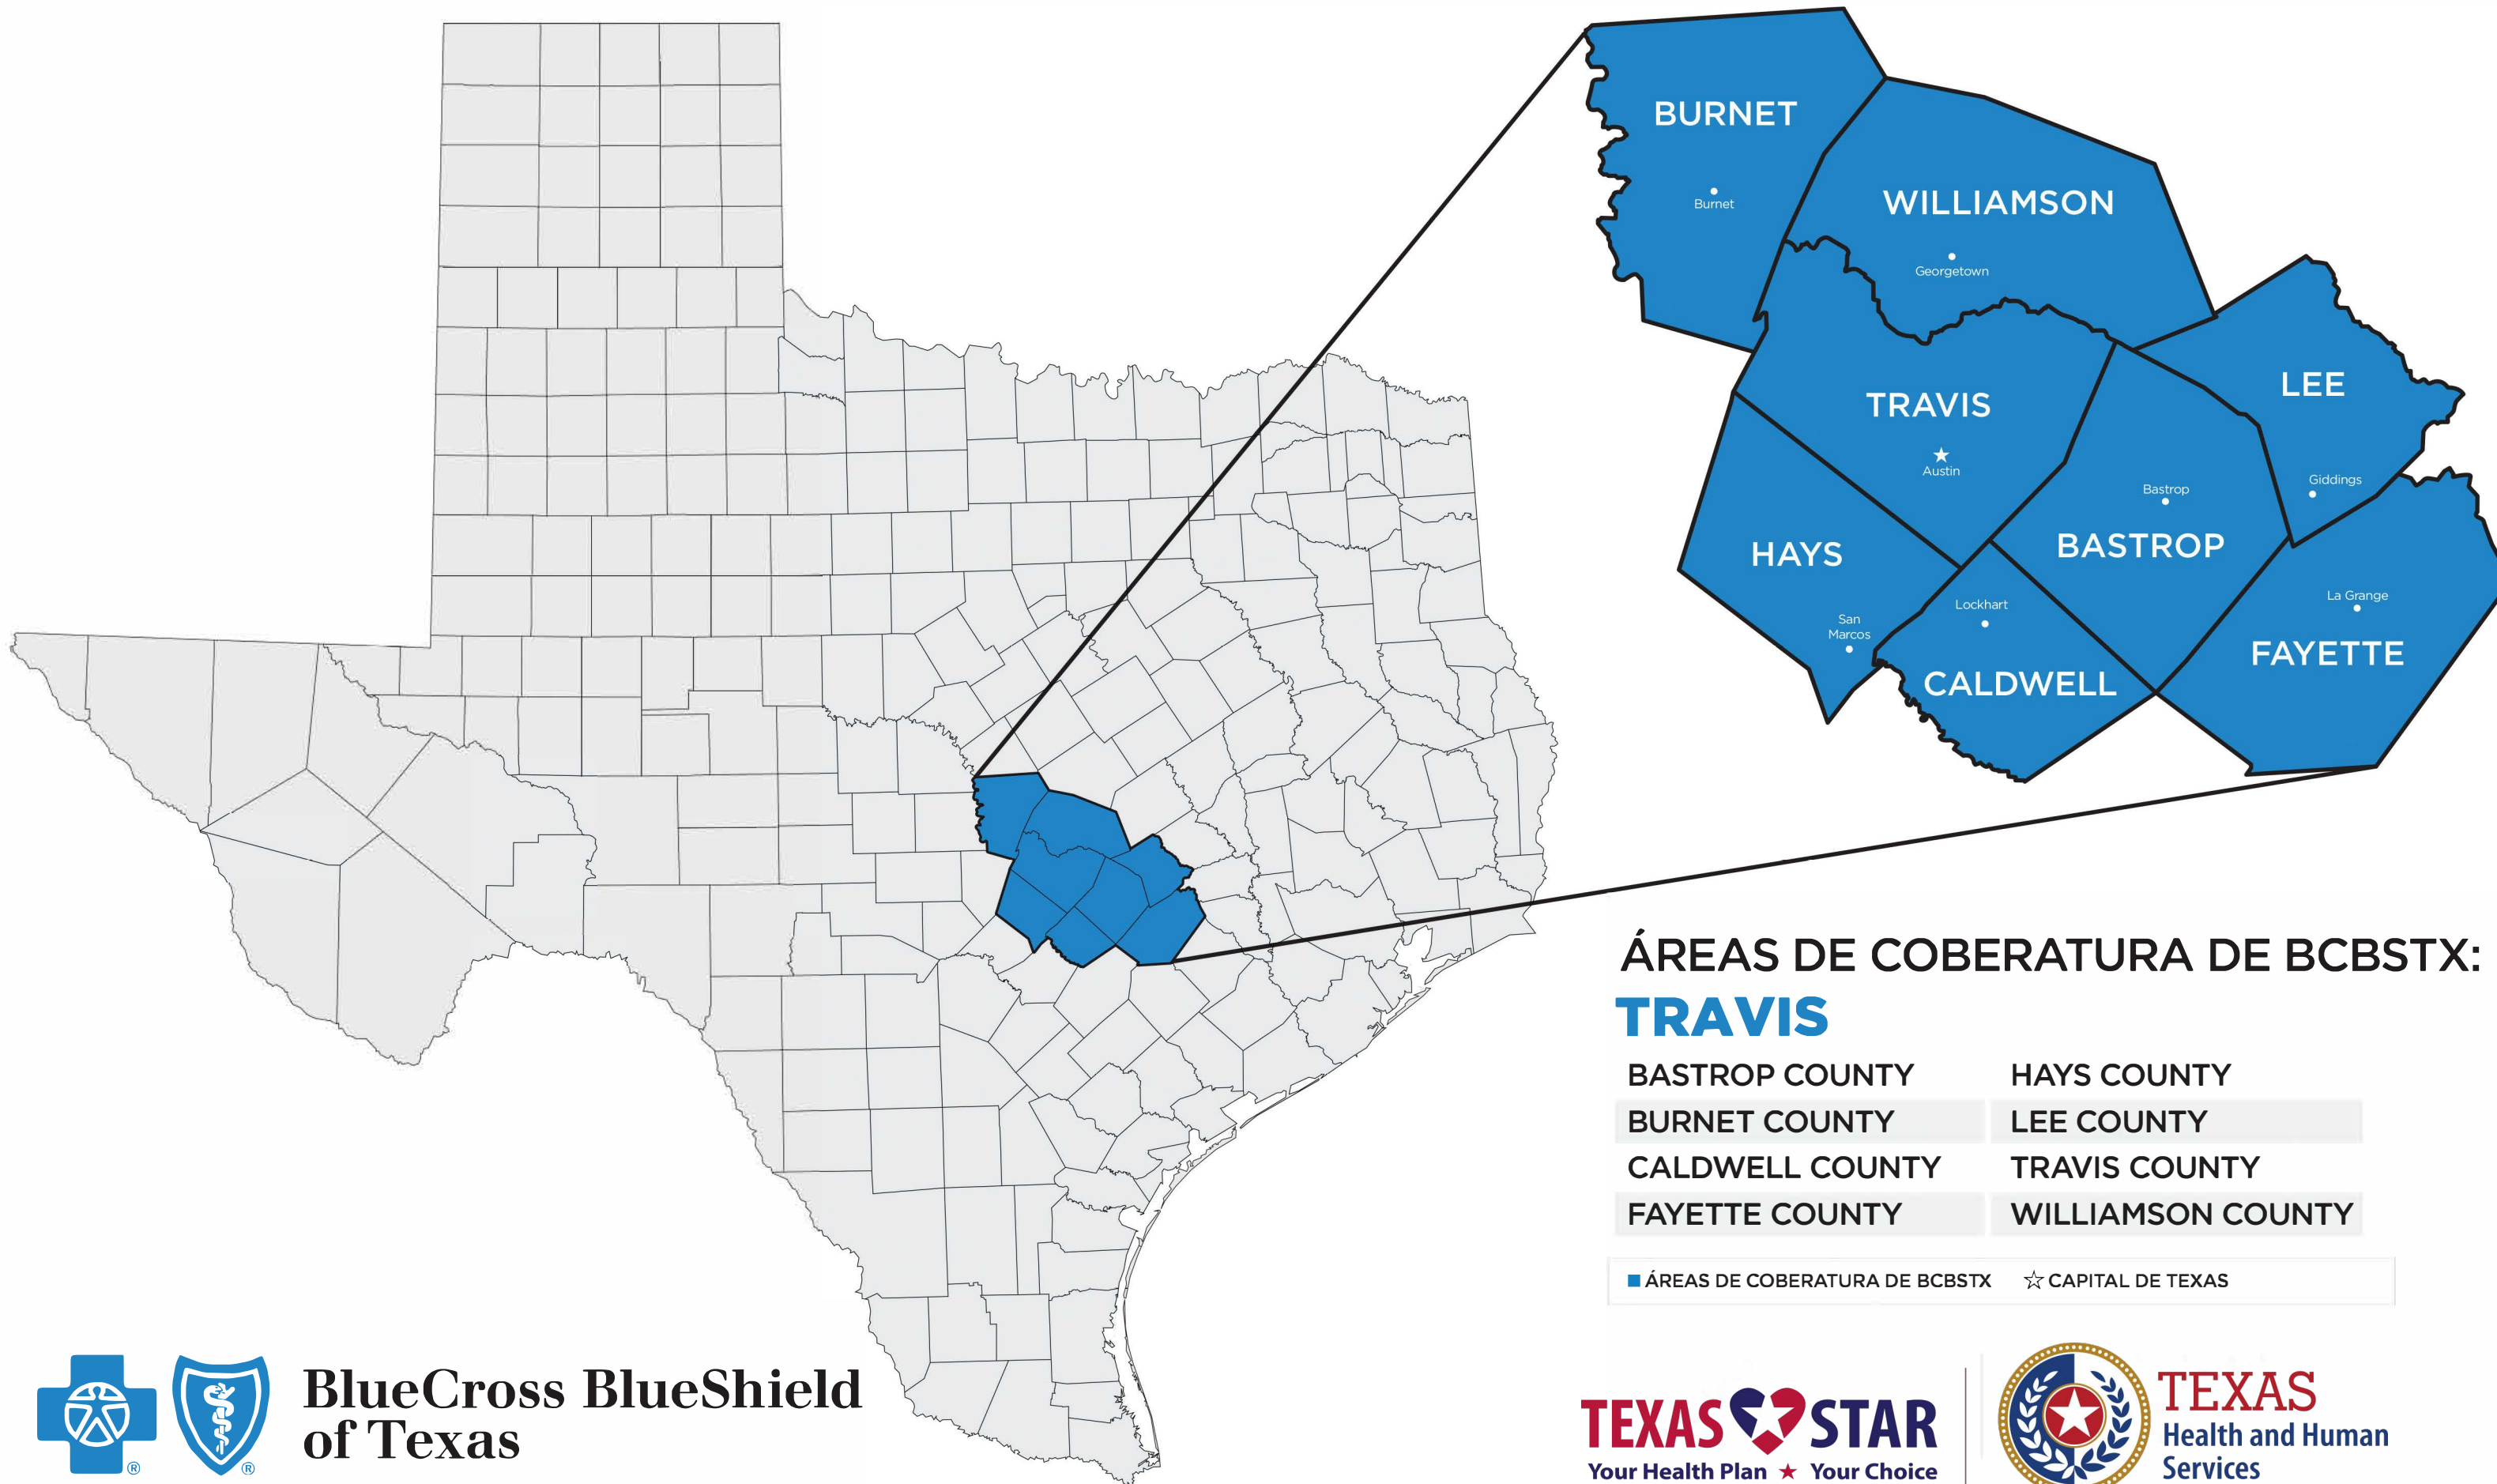 BURNET
Burnet
WILLIAMSON
Georgetown
LEE
Giddings
TRAVIS
Austin
Bastrop
BASTROP
HAYS
San
Marcos
Lockhart
CALDWELL
La Grange
FAYETTE
ÁREAS DE COBERATURA DE BCBSTX:
TRAVIS
BASTROP COUNTY HAYS COUNTY
BURNET COUNTY LEE COUNTY
CALDWELL COUNTY TRAVIS COUNTY
FAYETTE COUNTY WILLIAMSON COUNTY
ÁREAS DE COBERATURA DE BCBSTX ☆ CAPITAL DE TEXAS
® ®
BlueCross BlueShield
of Texas
TEXAS STAR
Your Health Plan ★ Your Choice
TEXAS
Health and Human
Services